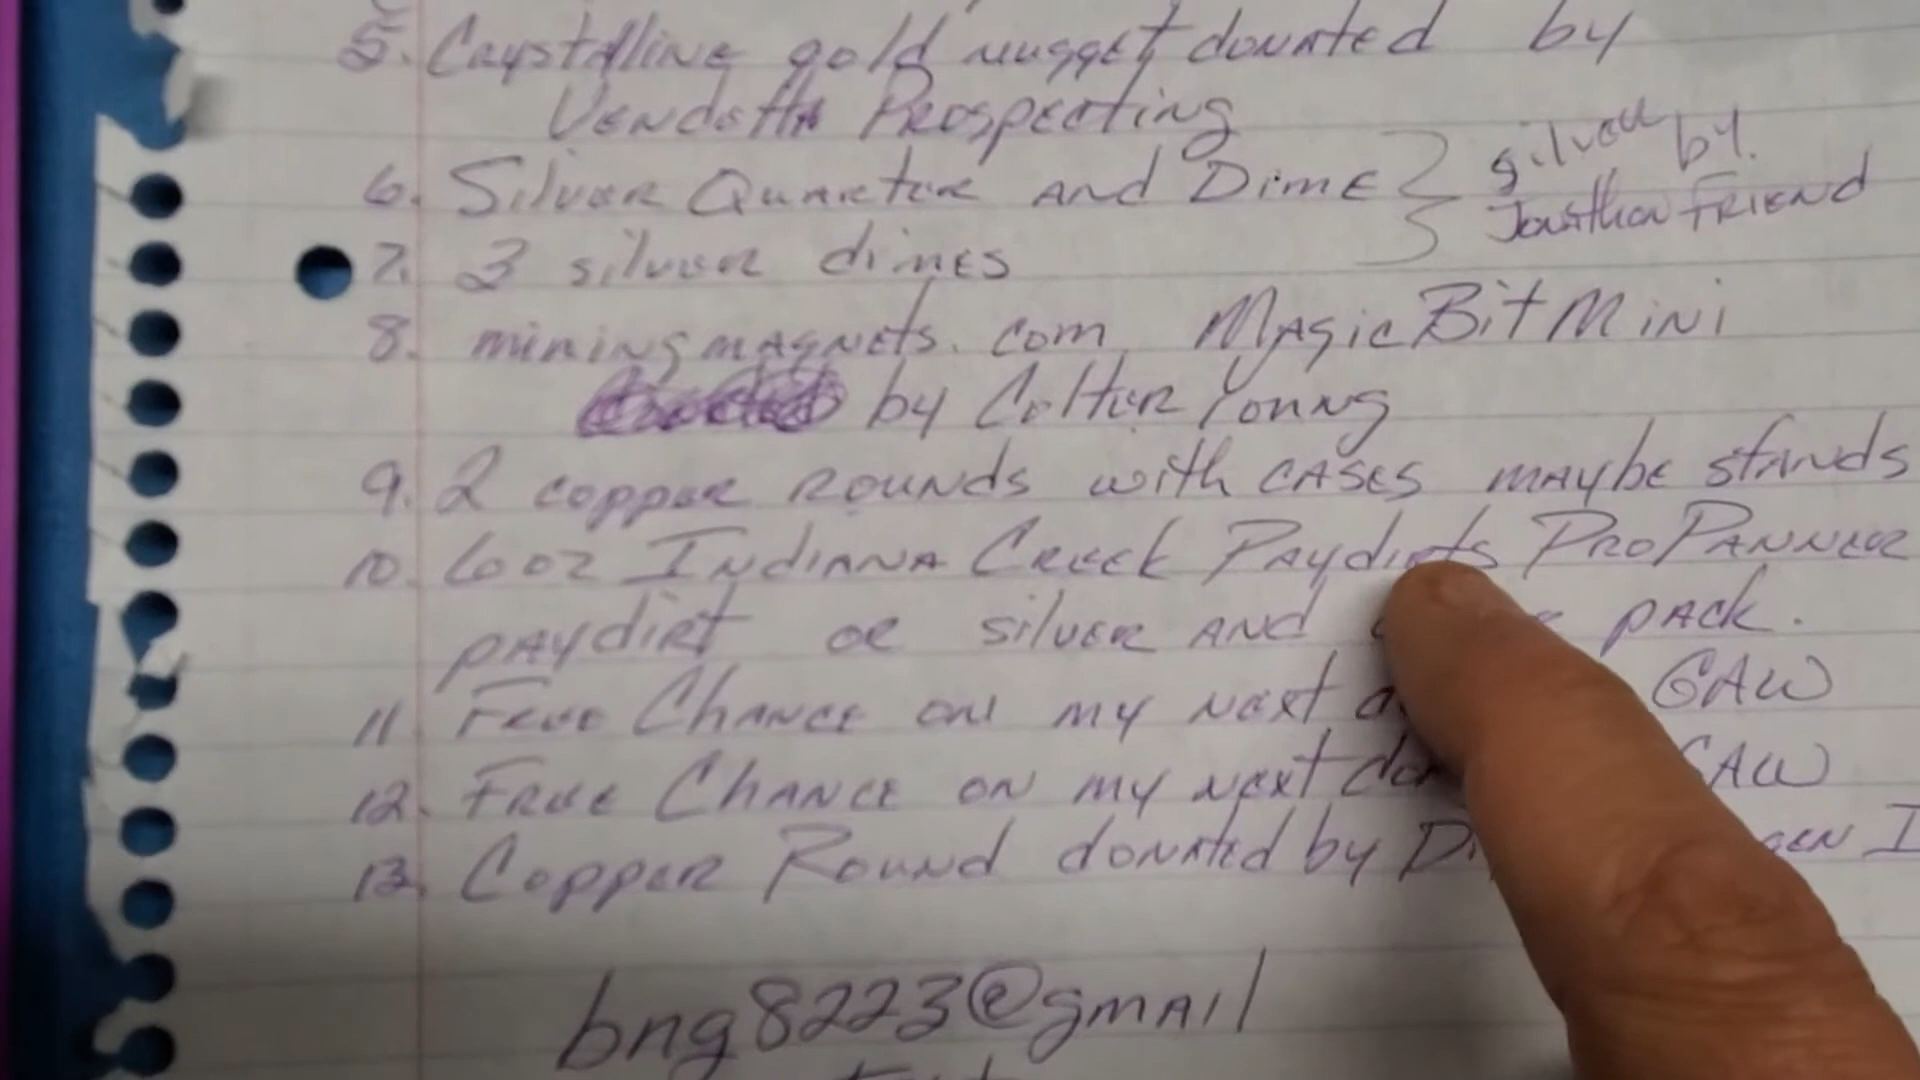 5. Crystalline gold nugget donated by
Vendetta Prospecting
6. Silver Quarter and Dime } silver by.
Jonathon Friend
7. 3 silver dimes
8. miningmagnets.com MagicBit Mini
by Colter Young
9. 2 copper rounds with cases maybe stands
10. 6oz Indiana Creek Paydirts ProPanner
paydirt or silver and pack.
11. Free Chance on my next GAW
12. Free Chance on my next GAW
13. Copper Round donated by
bng8223@gmail